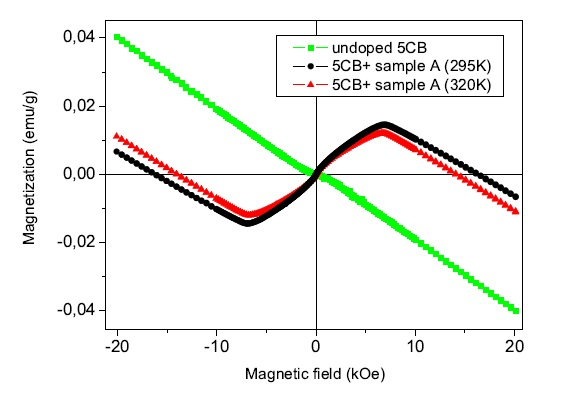 0,04
0,02
0,00
-0,02
-0,04
Magnetization (emu/g)
undoped 5CB
5CB+ sample A (295K)
5CB+ sample A (320K)
-20 -10 0 10 20
Magnetic field (kOe)